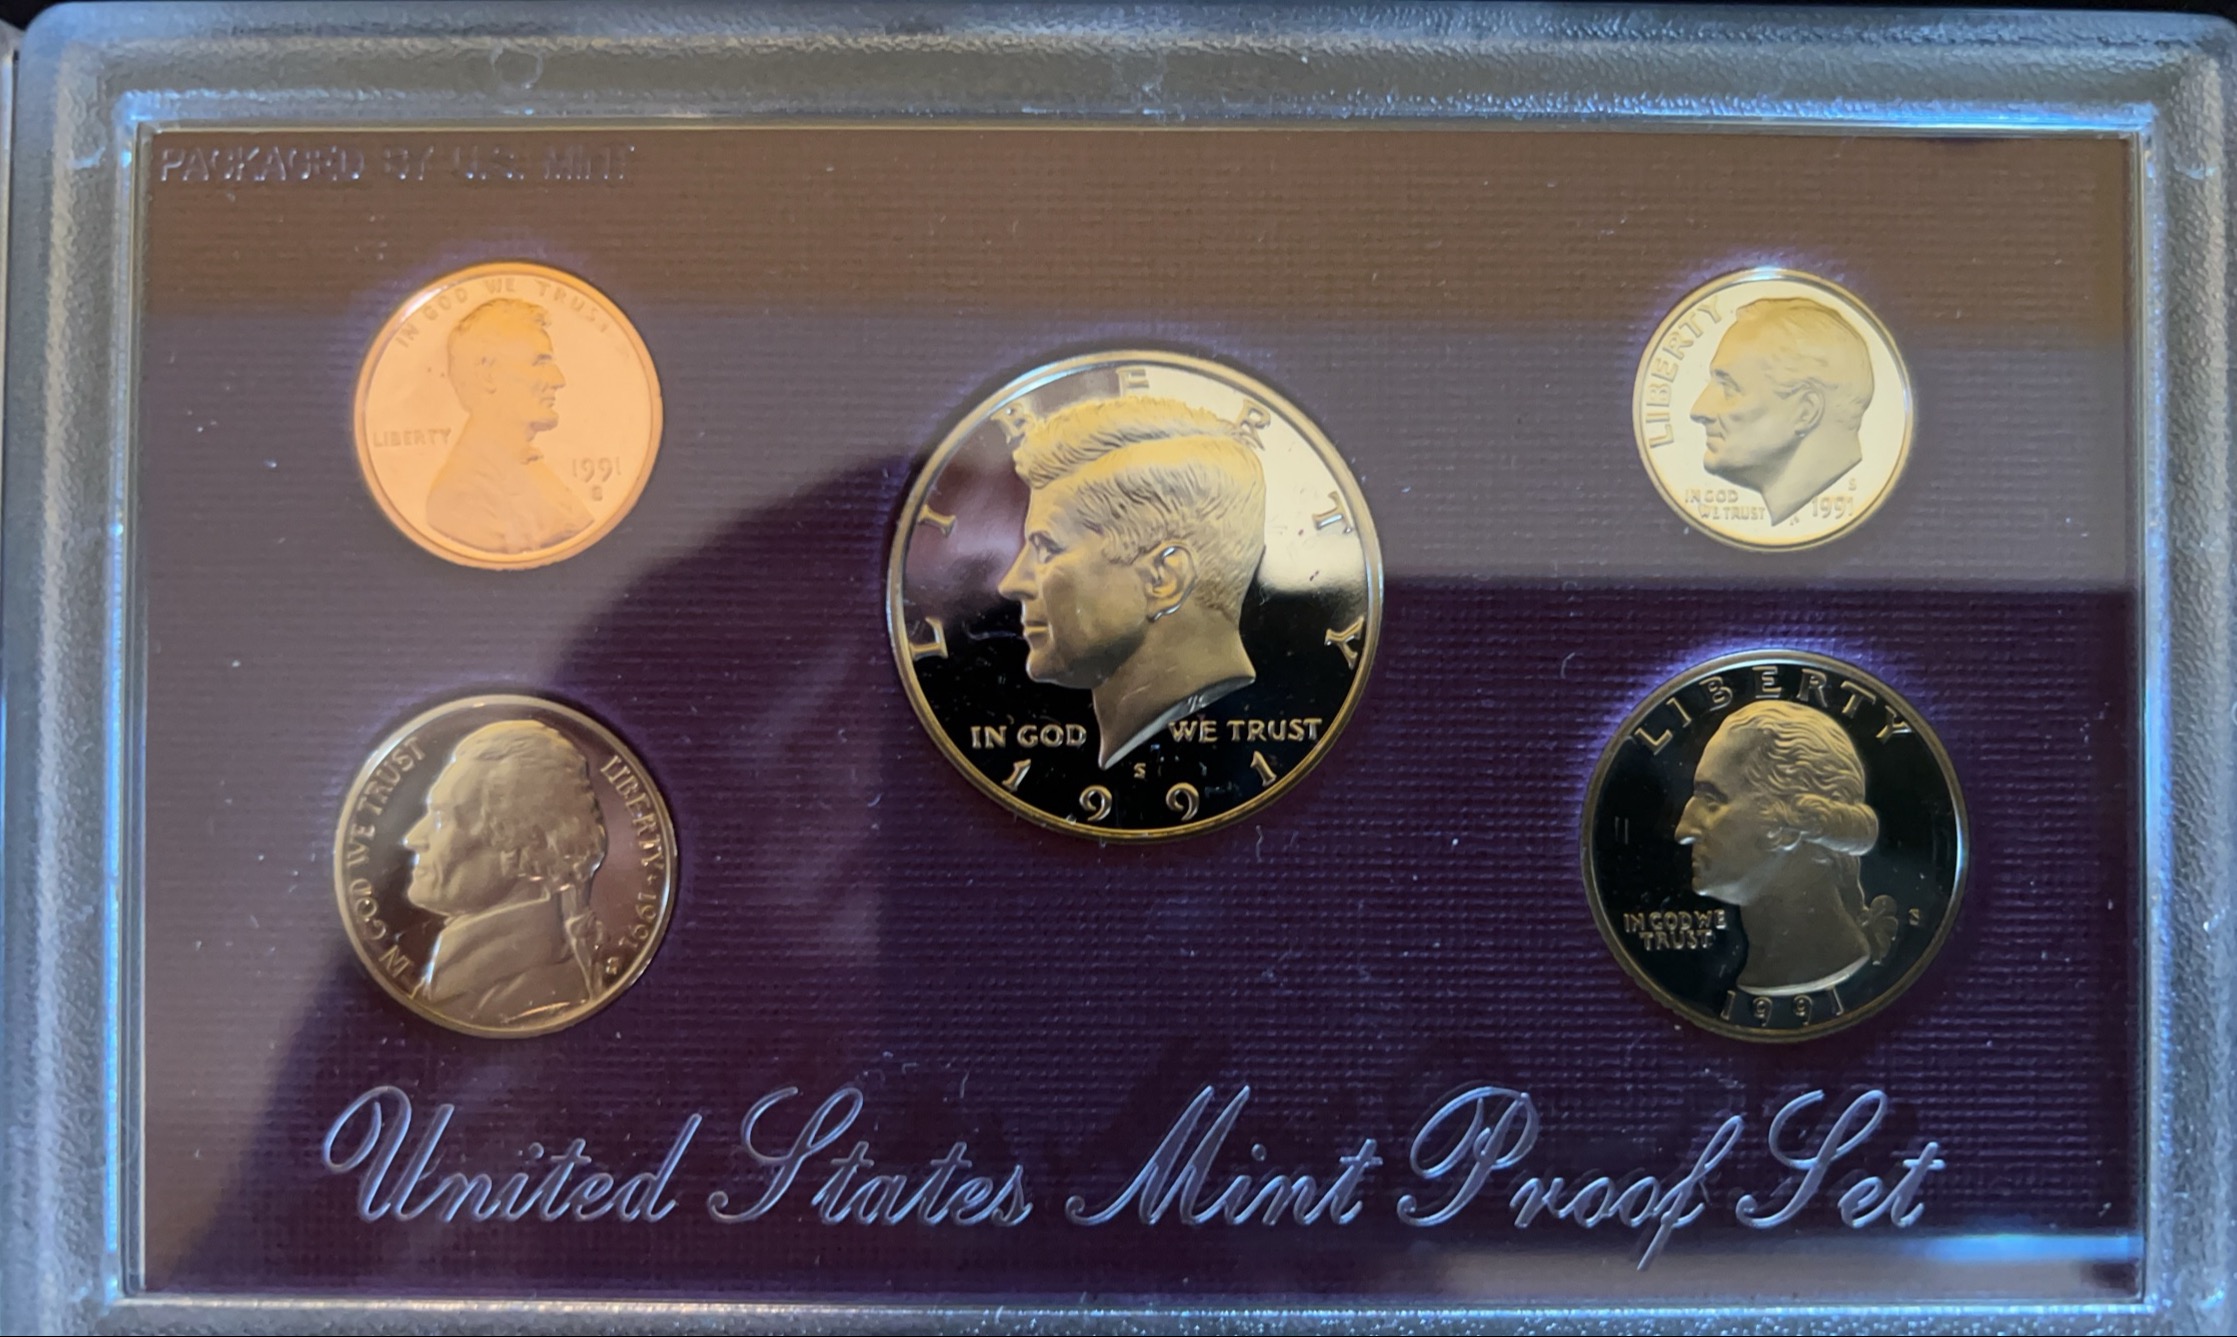 PACKAGED BY U.S. MINT
IN GOD WE TRUST
LIBERTY
1991
S
LIBERTY
IN GOD WE TRUST
S
1991
LIBERTY
IN GOD WE TRUST
S
1991
IN GOD WE TRUST
LIBERTY 1991
S
LIBERTY
IN GOD WE
TRUST
S
1991
United States Mint Proof Set